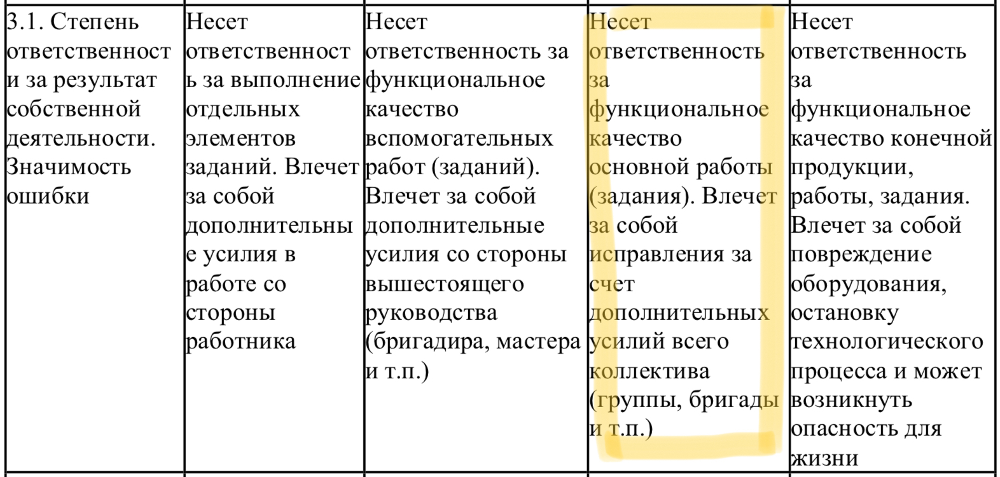 3.1. Степень
ответственност
и за результат
собственной
деятельности.
Значимость
ошибки
Несет
ответственност
ь за выполнение
отдельных
элементов
заданий. Влечет
за собой
дополнительны
е усилия в
работе со
стороны
работника
Несет
ответственность за
функциональное
качество
вспомогательных
работ (заданий).
Влечет за собой
дополнительные
усилия со стороны
вышестоящего
руководства
(бригадира, мастера
и т.п.)
Несет
ответственность
за
функциональное
качество
основной работы
(задания). Влечет
за собой
исправления за
счет
дополнительных
усилий всего
коллектива
(группы, бригады
и т.п.)
Несет
ответственность
за
функциональное
качество конечной
продукции,
работы, задания.
Влечет за собой
повреждение
оборудования,
остановку
технологического
процесса и может
возникнуть
опасность для
жизни